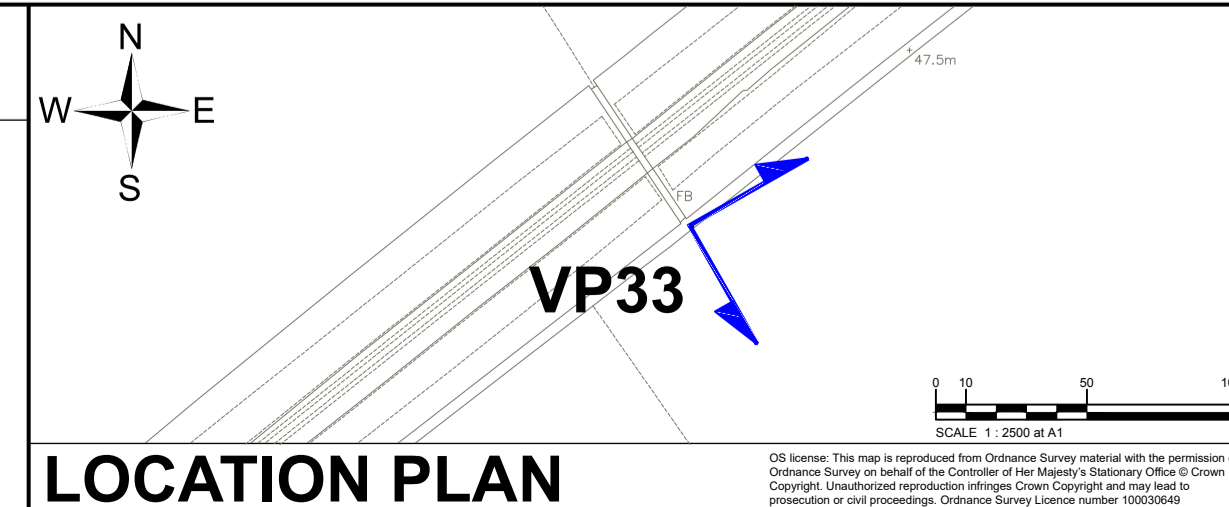 N
W E
S
47.5m
FB
VP33
0 10 50
SCALE 1 : 2500 at A1
LOCATION PLAN
OS license: This map is reproduced from Ordnance Survey material with the permission
Ordnance Survey on behalf of the Controller of Her Majesty's Stationary Office © Crown
Copyright. Unauthorized reproduction infringes Crown Copyright and may lead to
prosecution or civil proceedings. Ordnance Survey Licence number 100030649